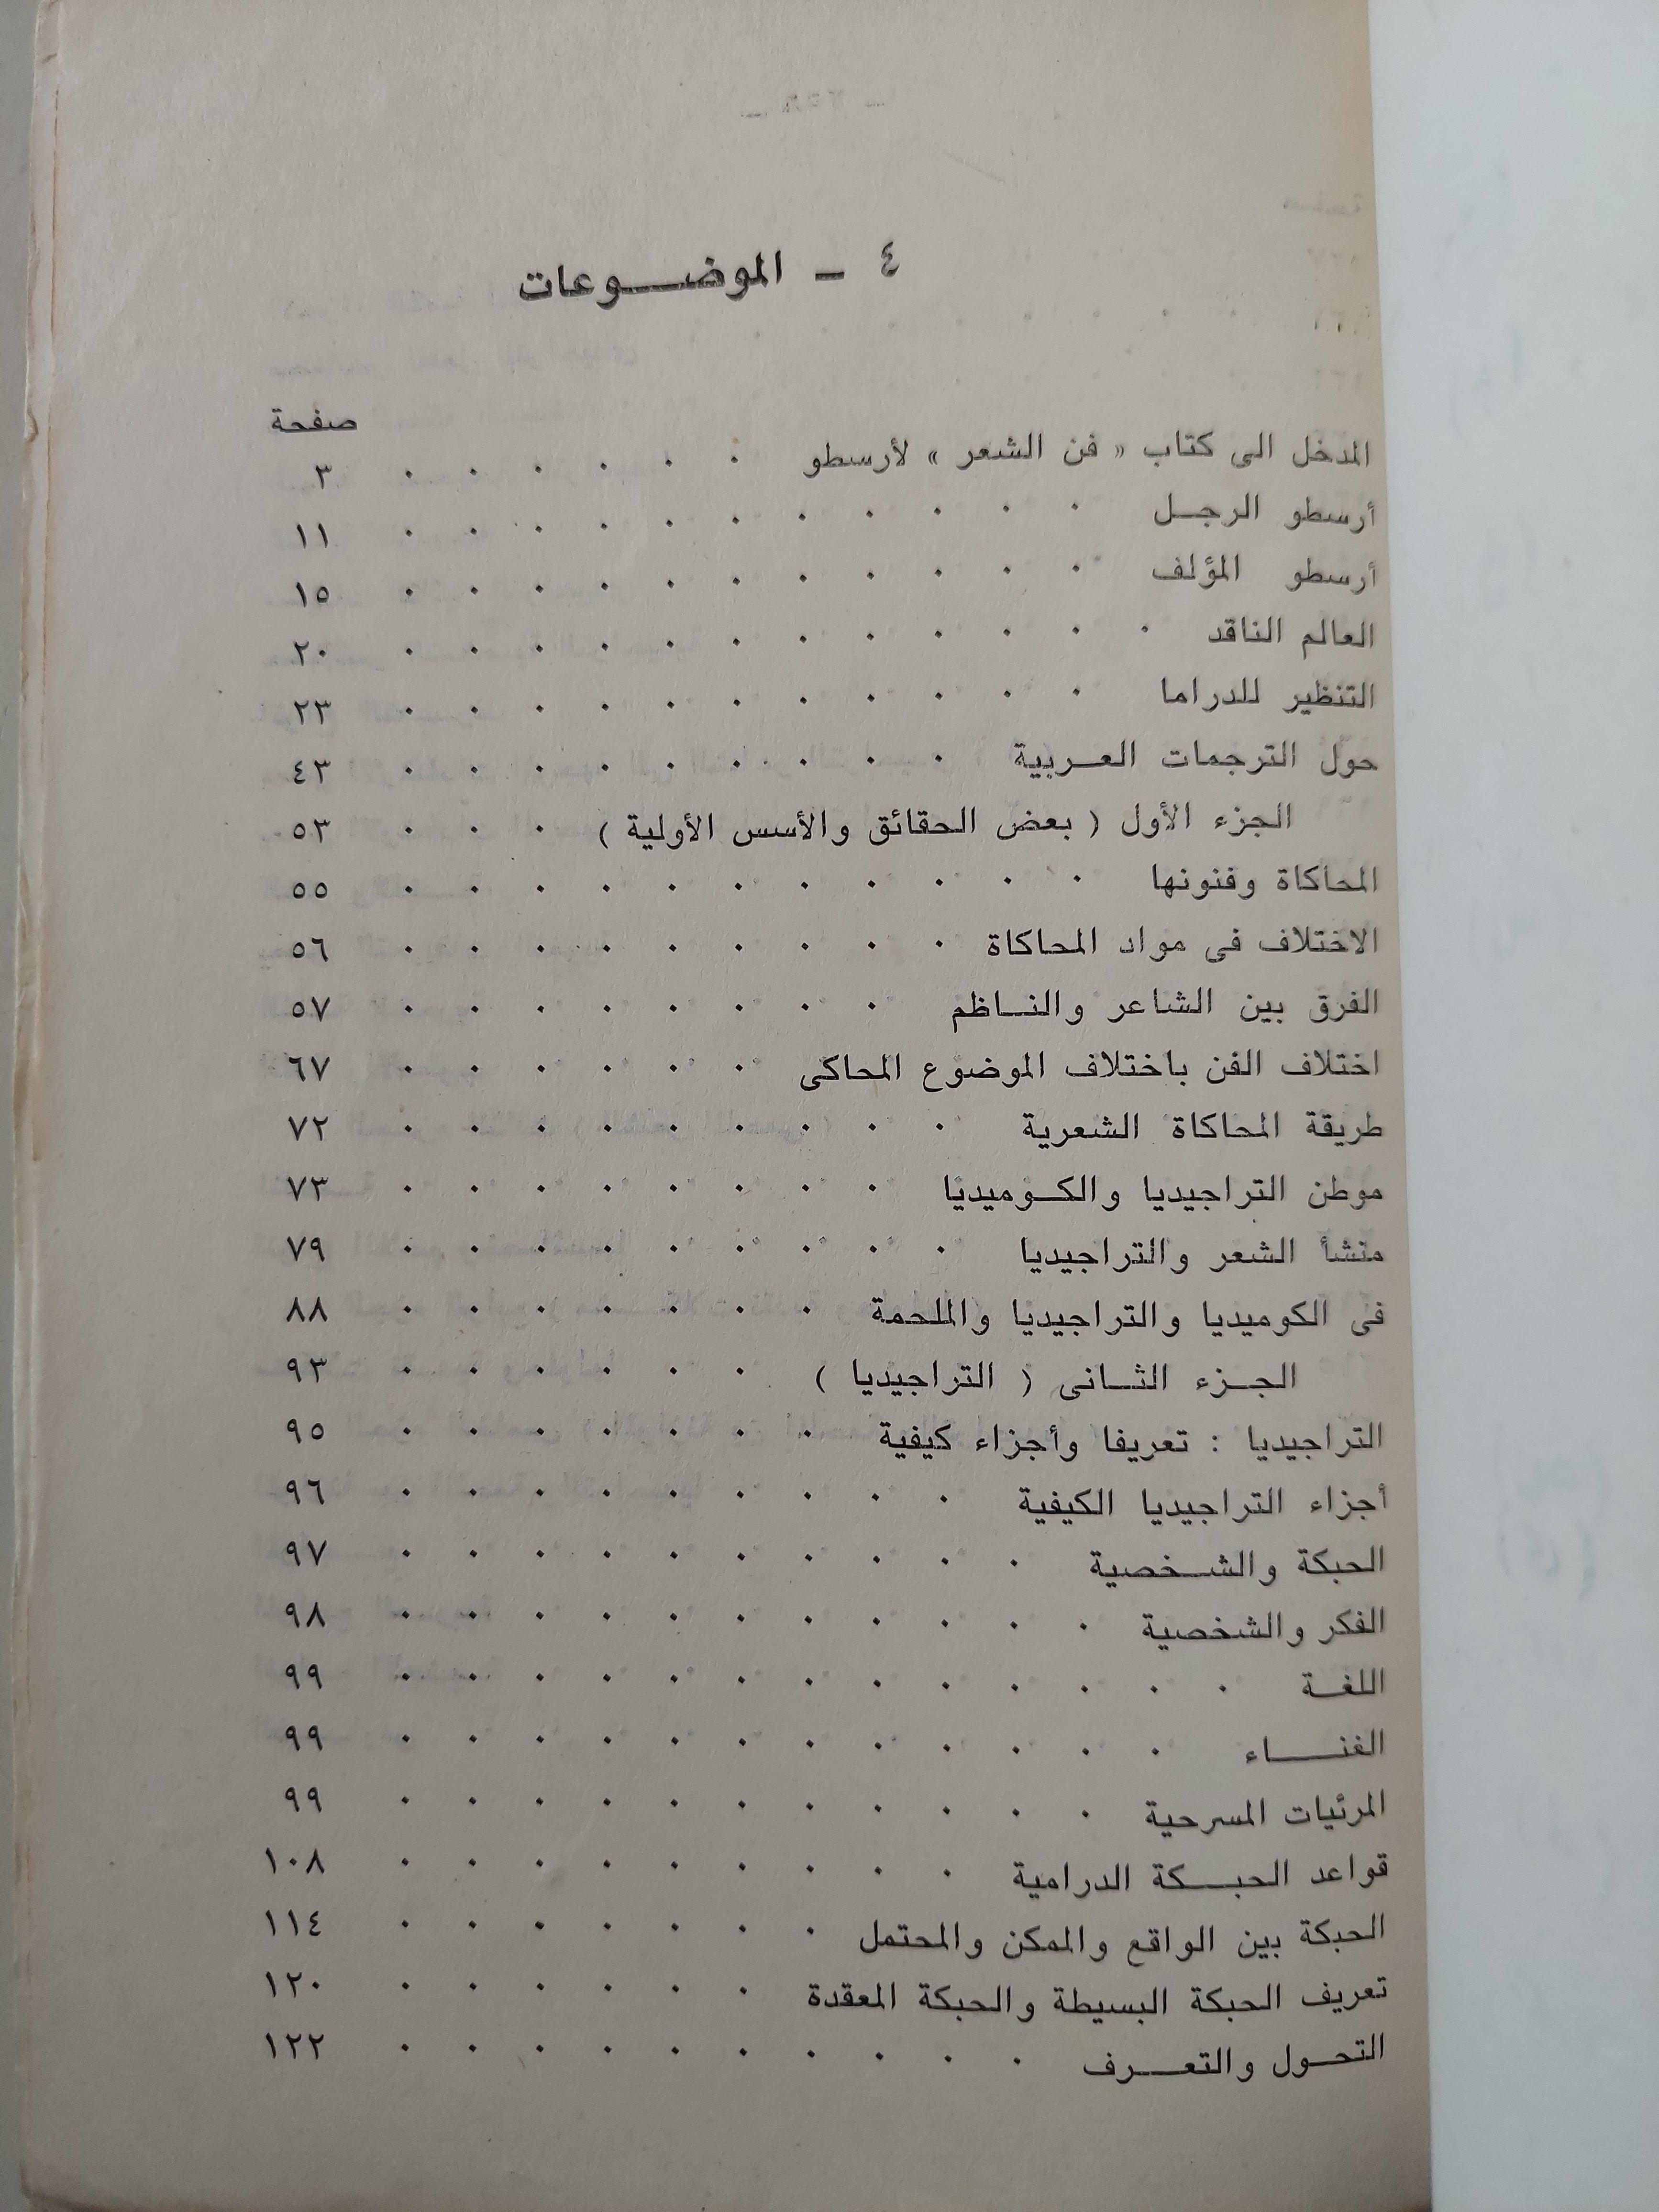 ٤ ــ الموضوعات
صفحة
المدخل الى كتاب « فن الشعر » لأرسطو . . . . . . ٣
أرسطو الرجل . . . . . . . . . . . ١١
أرسطو المؤلف . . . . . . . . . . . ١٥
العالم الناقد . . . . . . . . . . . . ٢٠
التنظير للدراما . . . . . . . . . . . ٢٣
حول الترجمات العربية . . . . . . . . . ٤٣
الجزء الأول ( بعض الحقائق والأسس الأولية ) . . . ٥٣
المحاكاة وفنونها . . . . . . . . . . . ٥٥
الاختلاف فى مواد المحاكاة . . . . . . . . . ٥٦
الفرق بين الشاعر والناظم . . . . . . . . ٥٧
اختلاف الفن باختلاف الموضوع المحاكى . . . . . . ٦٧
طريقة المحاكاة الشعرية . . . . . . . . . ٧٢
موطن التراجيديا والكوميديا . . . . . . . . ٧٣
منشأ الشعر والتراجيديا . . . . . . . . . ٧٩
فى الكوميديا والتراجيديا والملحمة . . . . . . . ٨٨
الجزء الثانى ( التراجيديا ) . . . . . . ٩٣
التراجيديا : تعريفا وأجزاء كيفية . . . . . . . ٩٥
أجزاء التراجيديا الكيفية . . . . . . . . . ٩٦
الحبكة والشخصية . . . . . . . . . . ٩٧
الفكر والشخصية . . . . . . . . . . . ٩٨
اللغة . . . . . . . . . . . . . ٩٩
الغناء . . . . . . . . . . . . ٩٩
المرئيات المسرحية . . . . . . . . . . . ٩٩
قواعد الحبكة الدرامية . . . . . . . . . ١٠٨
الحبكة بين الواقع والممكن والمحتمل . . . . . . . ١١٤
تعريف الحبكة البسيطة والحبكة المعقدة . . . . . . ١٢٠
التحول والتعرف . . . . . . . . . . ١٢٢